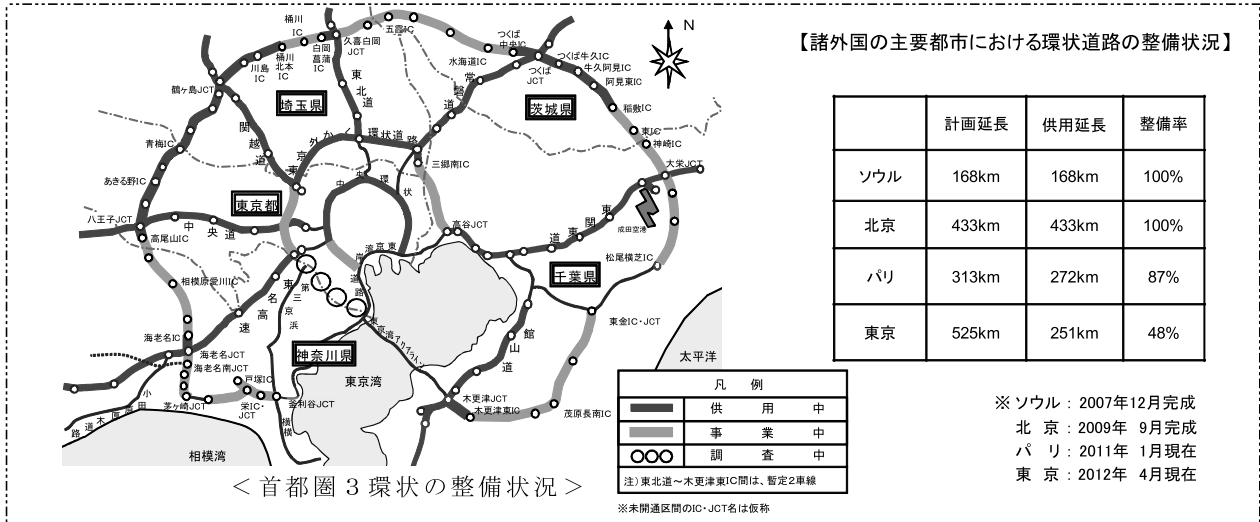 桶川IC
五霞IC
つくば中央IC
N
久喜白岡JCT
白岡菖蒲IC
桶川北本IC
川島IC
水海道IC
つくばJCT
つくば牛久IC
牛久阿見IC
阿見東IC
稲敷IC
東IC
神崎IC
大栄JCT
鶴ヶ島JCT
東北道
常磐道
埼玉県
茨城県
関越道
東京外かく環状道路
三郷南IC
青梅IC
あきる野IC
東京都
中央環状
八王子JCT
中央道
高尾山IC
高谷JCT
東関東道
成田空港
松尾横芝IC
千葉県
東京湾岸道路
相模原愛川IC
東名高速
第三京浜
東京湾アクアライン
館山道
東金IC・JCT
海老名IC
海老名JCT
海老名南JCT
神奈川県
東京湾
太平洋
戸塚IC
栄IC・JCT
釜利谷JCT
茅ヶ崎JCT
小田原厚木道路
横横
木更津JCT
木更津東IC
茂原長南IC
相模湾
凡 例
供 用 中
事 業 中
調 査 中
注）東北道～木更津東IC間は、暫定2車線
※未開通区間のIC・JCT名は仮称
＜首都圏３環状の整備状況＞
【諸外国の主要都市における環状道路の整備状況】
計画延長 供用延長 整備率
ソウル 168km 168km 100%
北京 433km 433km 100%
パリ 313km 272km 87%
東京 525km 251km 48%
※ ソウル : 2007年12月完成
北 京 : 2009年 9月完成
パ リ : 2011年 1月現在
東 京 : 2012年 4月現在